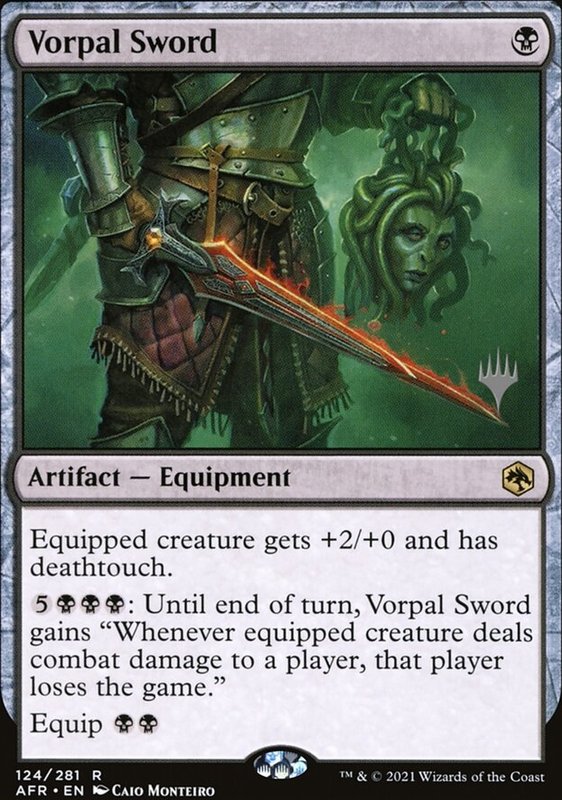 Vorpal Sword
Artifact — Equipment
Equipped creature gets +2/+0 and has
deathtouch.
5: Until end of turn, Vorpal Sword
gains “Whenever equipped creature deals
combat damage to a player, that player
loses the game.”
Equip
124/281 R
AFR • EN Caio Monteiro
™ & © 2021 Wizards of the Coast